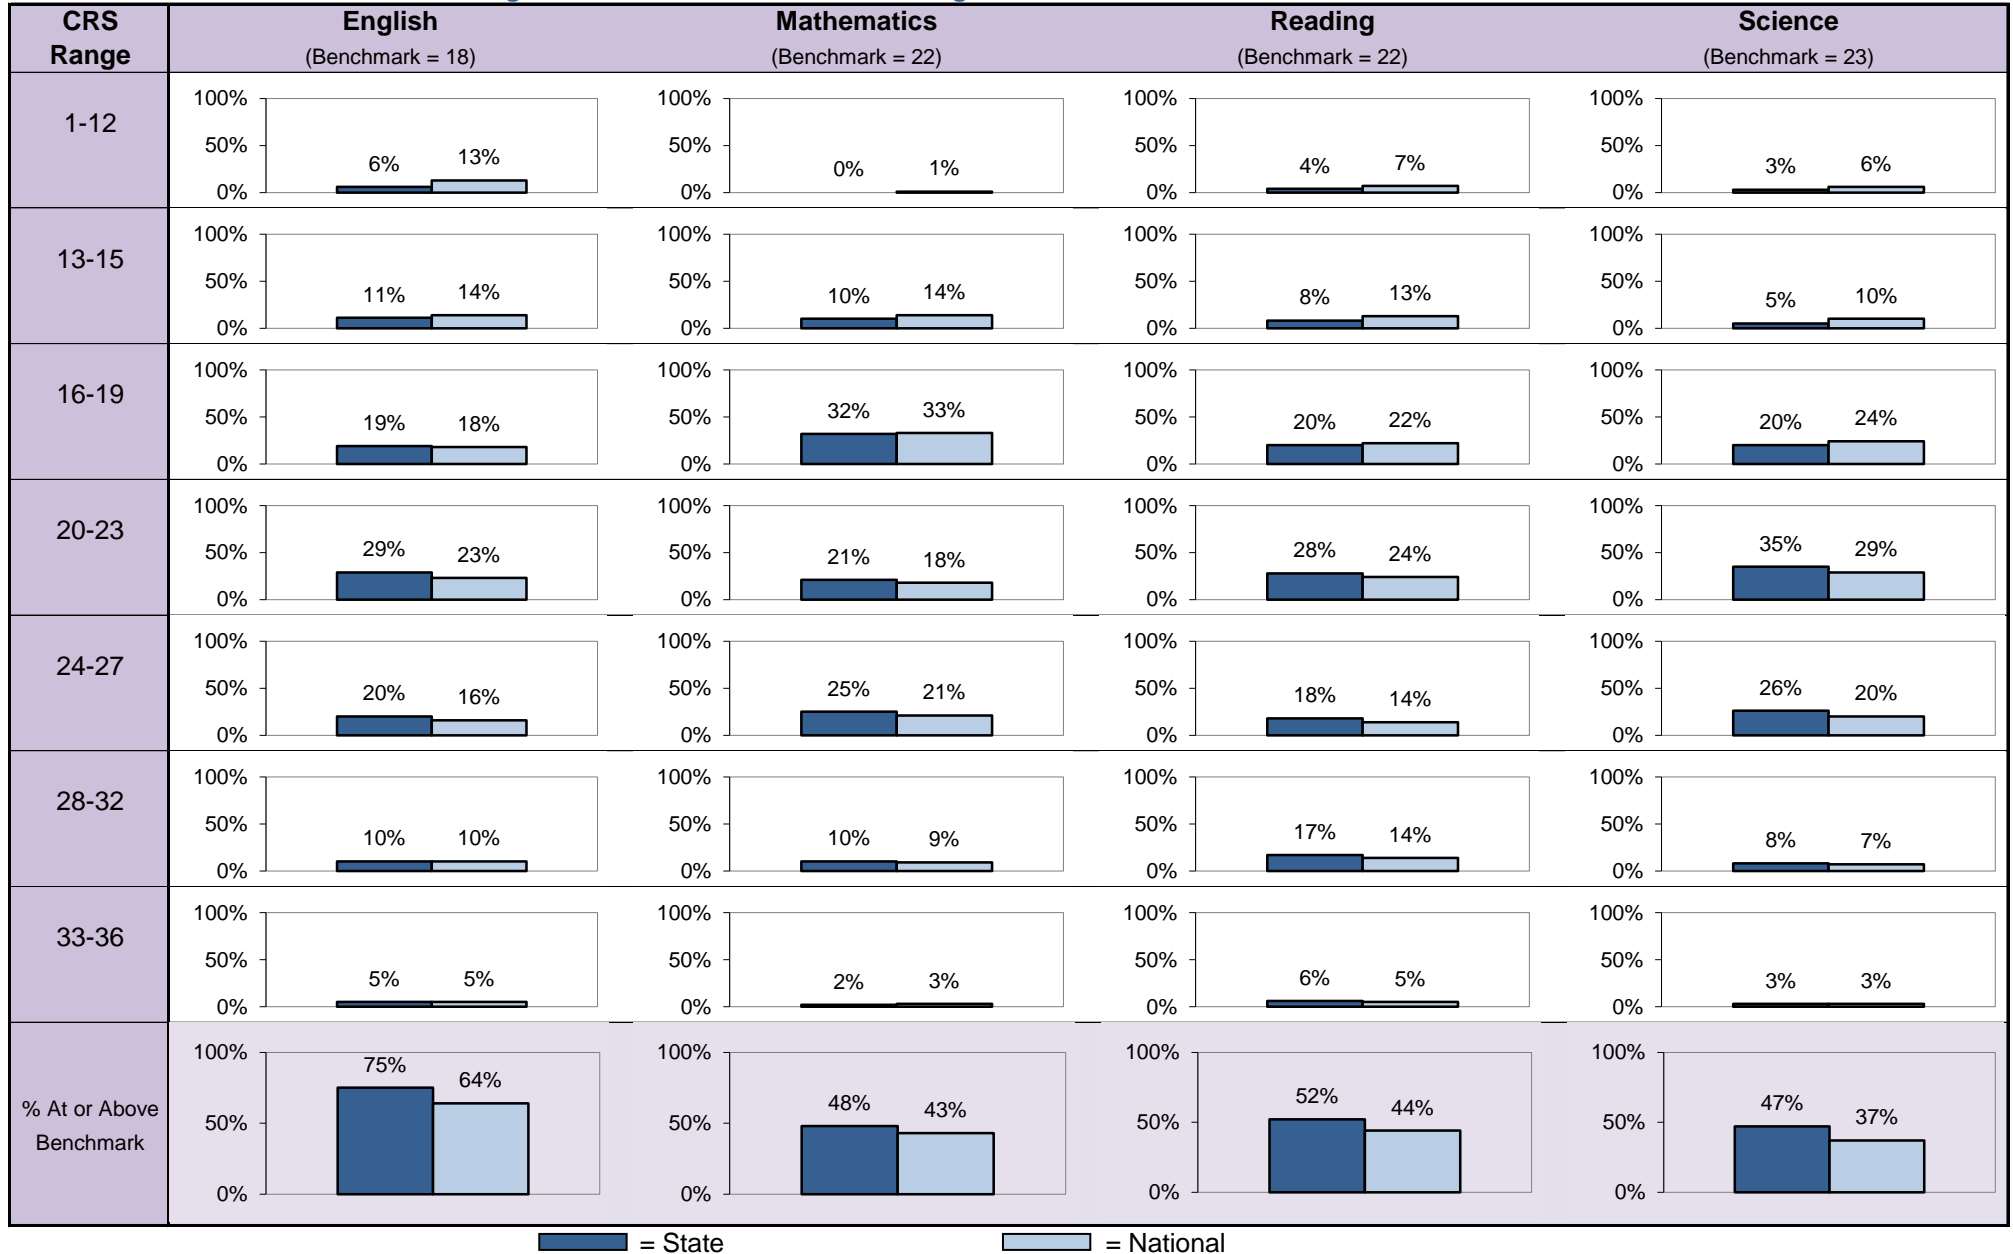 CRS Range
English
Mathematics
Reading
Science
(Benchmark = 18)
(Benchmark = 22)
(Benchmark = 22)
(Benchmark = 23)
1-12
100% 50% 0% 6% 13%
100% 50% 0% 0% 1%
100% 50% 0% 4% 7%
100% 50% 0% 3% 6%
13-15
100% 50% 0% 11% 14%
100% 50% 0% 10% 14%
100% 50% 0% 8% 13%
100% 50% 0% 5% 10%
16-19
100% 50% 0% 19% 18%
100% 50% 0% 32% 33%
100% 50% 0% 20% 22%
100% 50% 0% 20% 24%
20-23
100% 50% 0% 29% 23%
100% 50% 0% 21% 18%
100% 50% 0% 28% 24%
100% 50% 0% 35% 29%
24-27
100% 50% 0% 20% 16%
100% 50% 0% 25% 21%
100% 50% 0% 18% 14%
100% 50% 0% 26% 20%
28-32
100% 50% 0% 10% 10%
100% 50% 0% 10% 9%
100% 50% 0% 17% 14%
100% 50% 0% 8% 7%
33-36
100% 50% 0% 5% 5%
100% 50% 0% 2% 3%
100% 50% 0% 6% 5%
100% 50% 0% 3% 3%
% At or Above
Benchmark
100% 50% 0% 75% 64%
100% 50% 0% 48% 43%
100% 50% 0% 52% 44%
100% 50% 0% 47% 37%
= State
= National